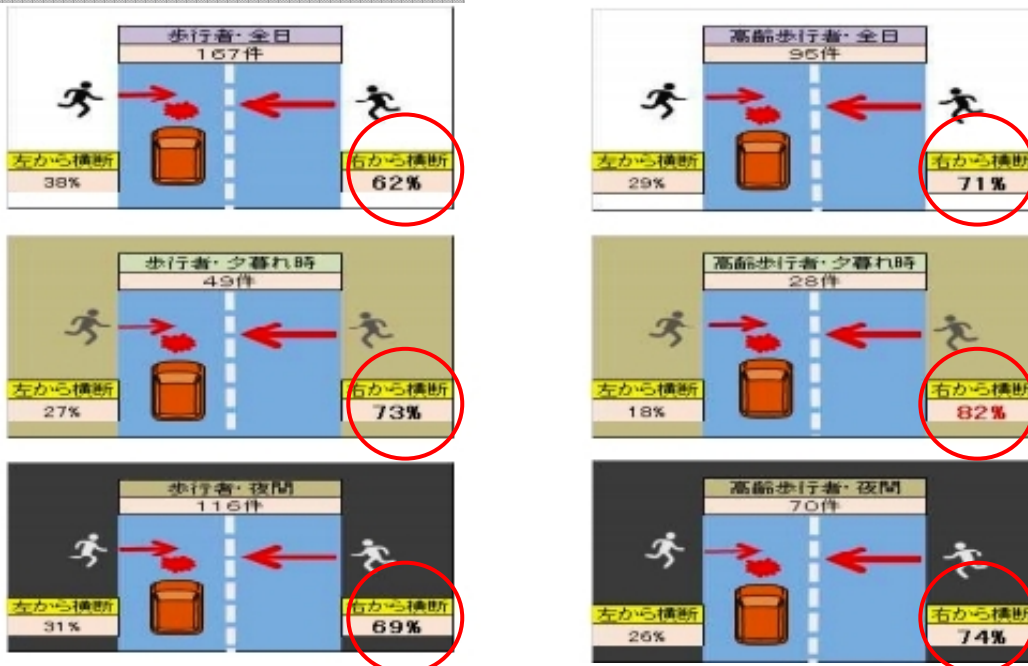 歩行者・全日
167件
左から横断
38%
右から横断
62%
高齢歩行者・全日
95件
左から横断
29%
右から横断
71%
歩行者・夕暮れ時
49件
左から横断
27%
右から横断
73%
高齢歩行者・夕暮れ時
28件
左から横断
18%
右から横断
82%
歩行者・夜間
116件
左から横断
31%
右から横断
69%
高齢歩行者・夜間
70件
左から横断
26%
右から横断
74%